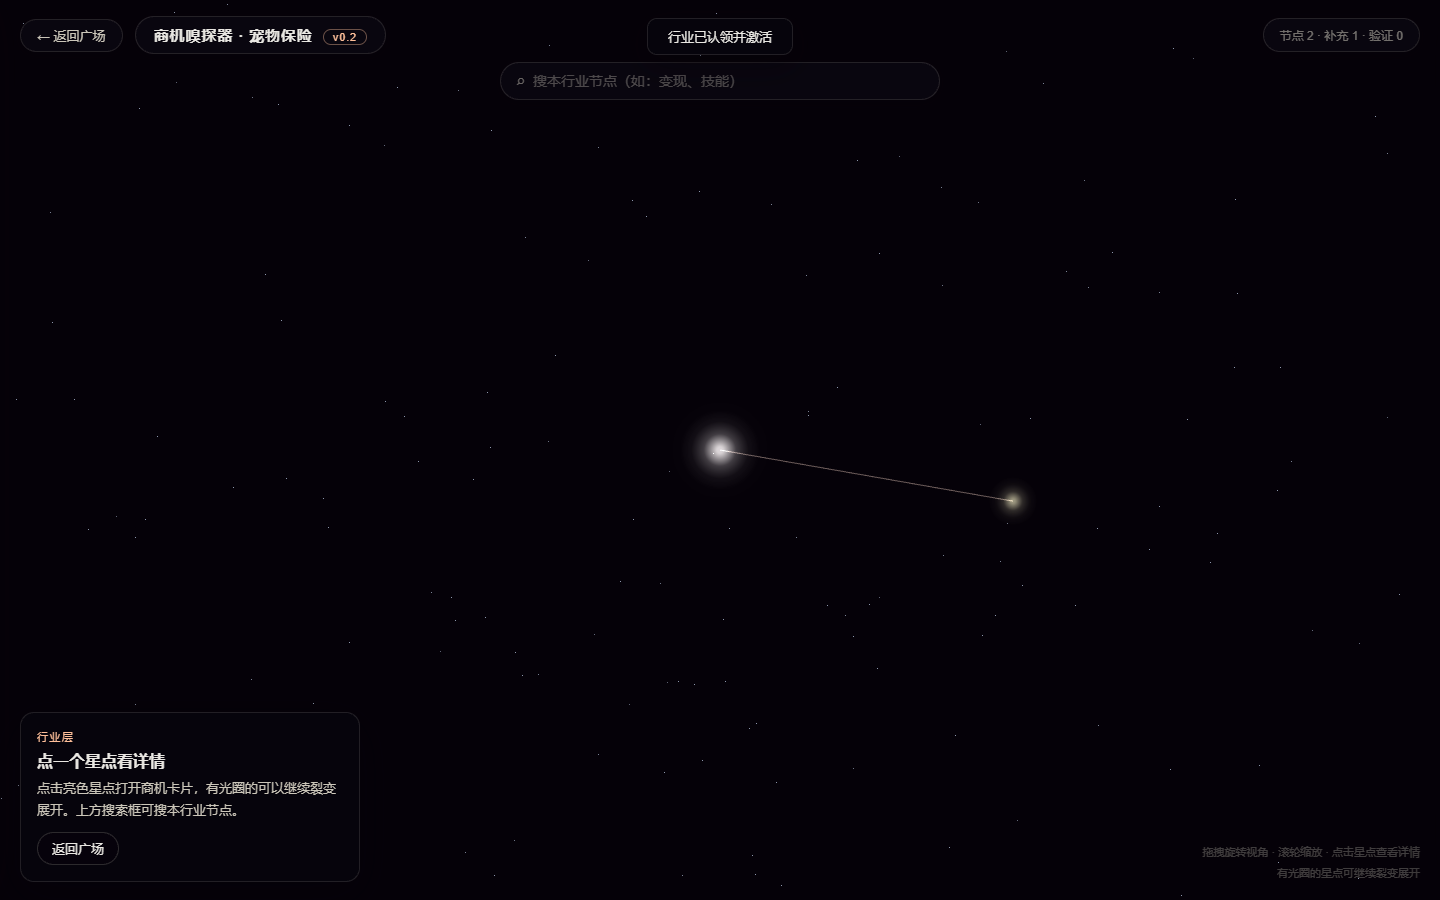 ← 返回广场
商机嗅探器 · 宠物保险 v0.2
行业已认领并激活
节点 2 · 补充 1 · 验证 0
搜本行业节点（如：变现、技能）
行业层
点一个星点看详情
点击亮色星点打开商机卡片，有光圈的可以继续裂变
展开。上方搜索框可搜本行业节点。
返回广场
拖拽旋转视角 · 滚轮缩放 · 点击星点查看详情
有光圈的星点可继续裂变展开